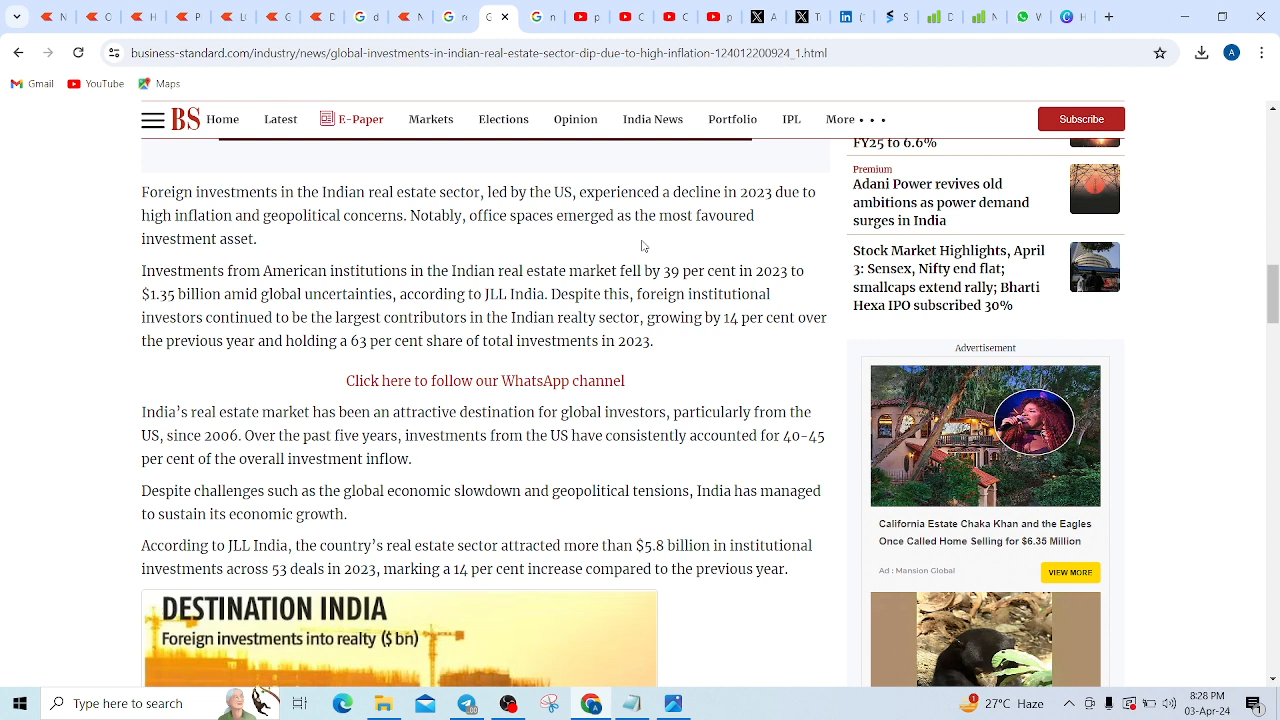 N
C
H
R
L
C
D
G n
N
G n
G n
p
C
C
p
A
T
in C
S
D
N
H
business-standard.com/industry/news/global-investments-in-indian-real-estate-sector-dip-due-to-high-inflation-124012200924_1.html
A
Gmail
YouTube
Maps
BS
Home
Latest
E-Paper
Markets
Elections
Opinion
India News
Portfolio
IPL
More
Subscribe
Foreign investments in the Indian real estate sector, led by the US, experienced a decline in 2023 due to
high inflation and geopolitical concerns. Notably, office spaces emerged as the most favoured
investment asset.
Investments from American institutions in the Indian real estate market fell by 39 per cent in 2023 to
$1.35 billion amid global uncertainties, according to JLL India. Despite this, foreign institutional
investors continued to be the largest contributors in the Indian realty sector, growing by 14 per cent over
the previous year and holding a 63 per cent share of total investments in 2023.
Click here to follow our WhatsApp channel
India's real estate market has been an attractive destination for global investors, particularly from the
US, since 2006. Over the past five years, investments from the US have consistently accounted for 40-45
per cent of the overall investment inflow.
Despite challenges such as the global economic slowdown and geopolitical tensions, India has managed
to sustain its economic growth.
According to JLL India, the country's real estate sector attracted more than $5.8 billion in institutional
investments across 53 deals in 2023, marking a 14 per cent increase compared to the previous year.
DESTINATION INDIA
Foreign investments into realty ($ bn)
FY25 to 6.6%
Premium
Adani Power revives old
ambitions as power demand
surges in India
Stock Market Highlights, April
3: Sensex, Nifty end flat;
smallcaps extend rally; Bharti
Hexa IPO subscribed 30%
Advertisement
California Estate Chaka Khan and the Eagles
Once Called Home Selling for $6.35 Million
Ad : Mansion Global
VIEW MORE
Type here to search
27°C Haze
8:28 PM
03-Apr-24